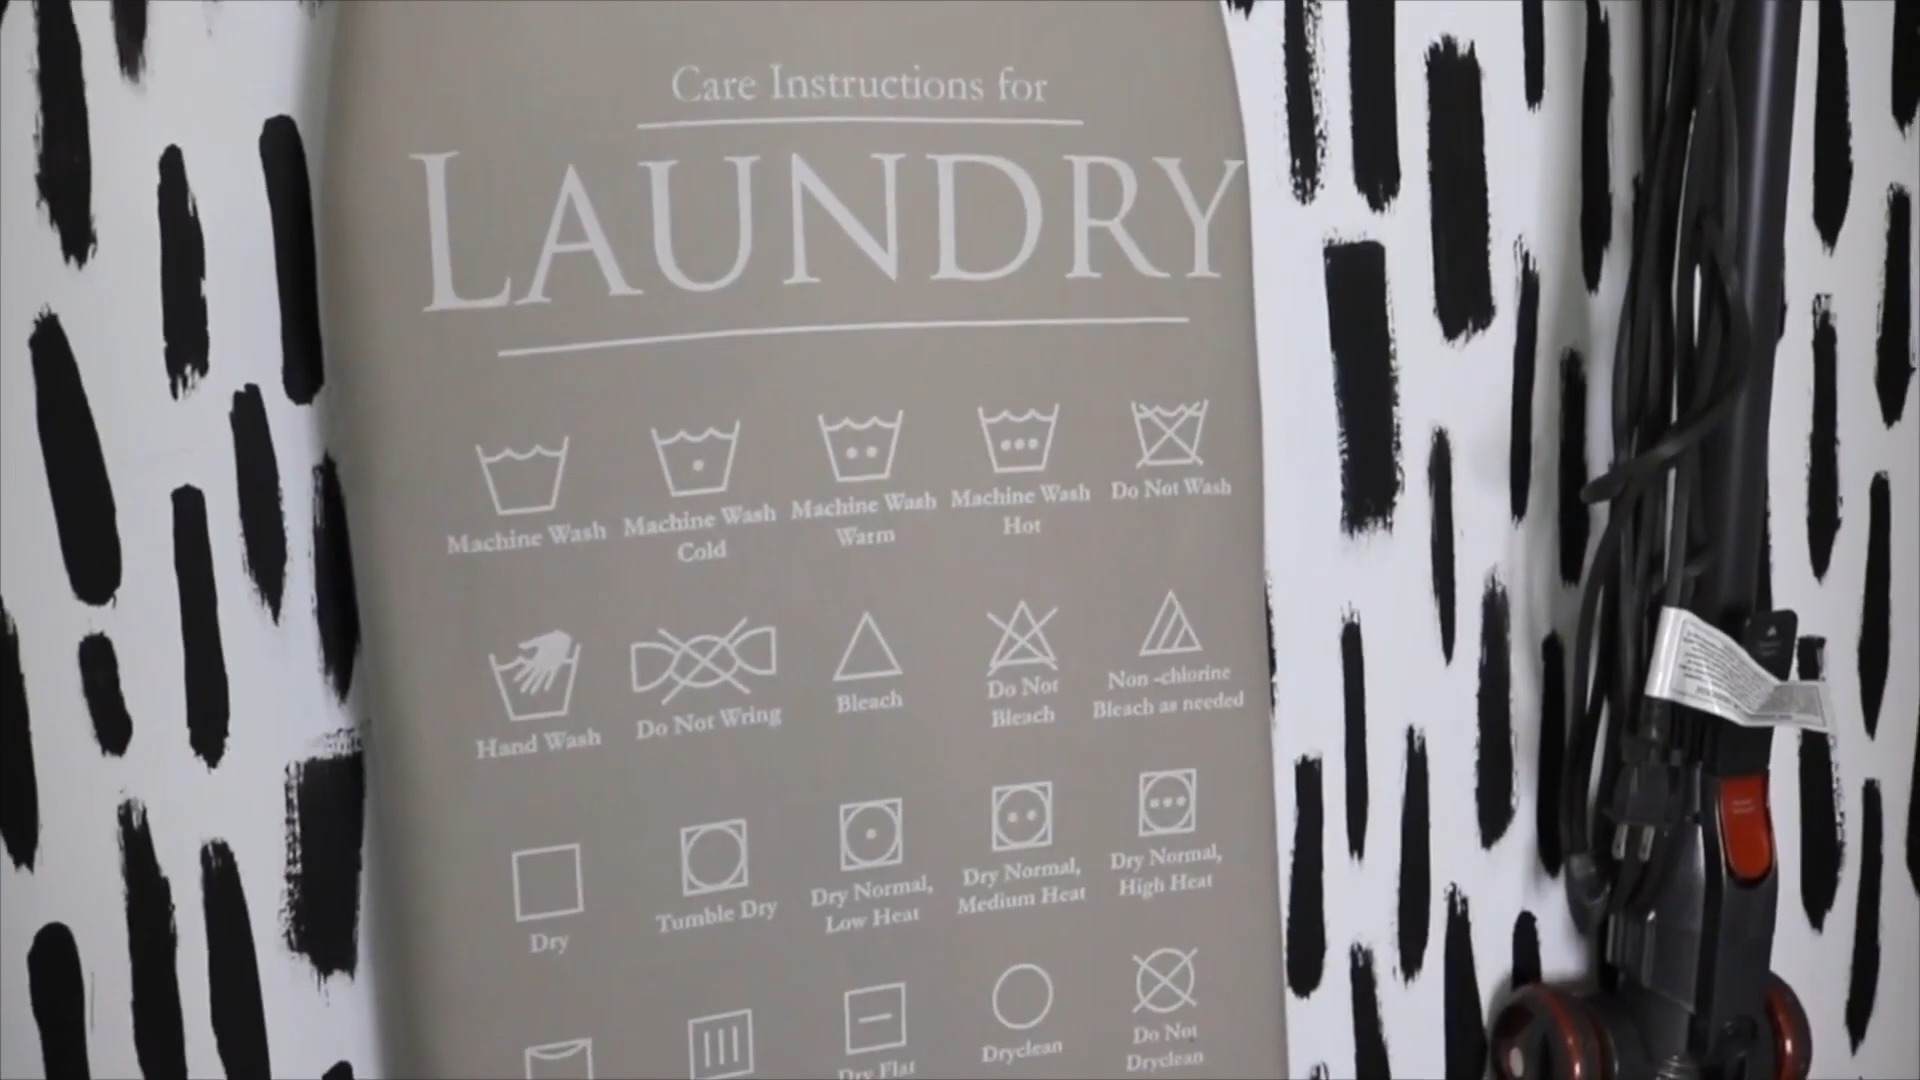 Care Instructions for
LAUNDRY
Machine Wash
Machine Wash
Cold
Machine Wash
Warm
Machine Wash
Hot
Do Not Wash
Hand Wash
Do Not Wring
Bleach
Do Not
Bleach
Non -chlorine
Bleach as needed
Dry
Tumble Dry
Dry Normal,
Low Heat
Dry Normal,
Medium Heat
Dry Normal,
High Heat
Dry Flat
Dryclean
Do Not
Dryclean